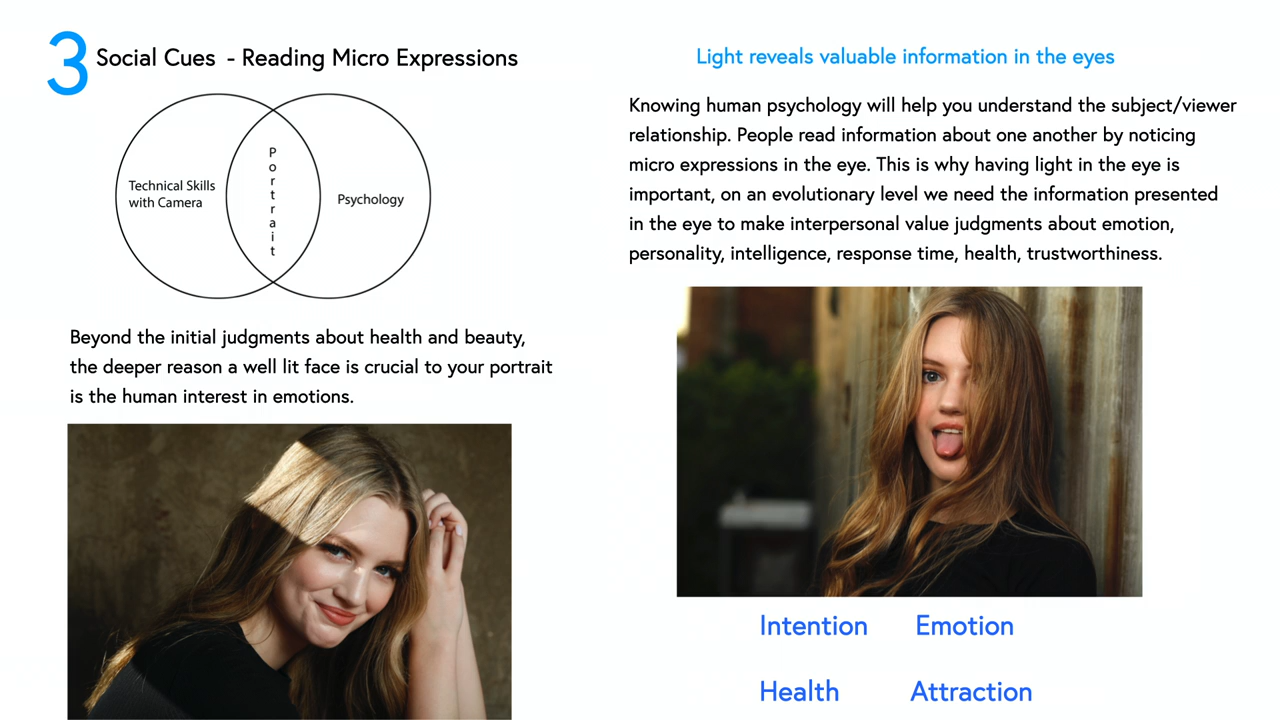 3
Social Cues - Reading Micro Expressions
Technical Skills
with Camera
Portrait
Psychology
Beyond the initial judgments about health and beauty,
the deeper reason a well lit face is crucial to your portrait
is the human interest in emotions.
Light reveals valuable information in the eyes
Knowing human psychology will help you understand the subject/viewer
relationship. People read information about one another by noticing
micro expressions in the eye. This is why having light in the eye is
important, on an evolutionary level we need the information presented
in the eye to make interpersonal value judgments about emotion,
personality, intelligence, response time, health, trustworthiness.
Intention Emotion
Health Attraction